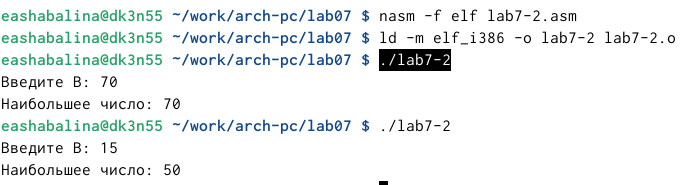 eashabalina@dk3n55 ~/work/arch-pc/lab07 $ nasm -f elf lab7-2.asm
eashabalina@dk3n55 ~/work/arch-pc/lab07 $ ld -m elf_i386 -o lab7-2 lab7-2.o
eashabalina@dk3n55 ~/work/arch-pc/lab07 $ ./lab7-2
Введите B: 70
Наибольшее число: 70
eashabalina@dk3n55 ~/work/arch-pc/lab07 $ ./lab7-2
Введите B: 15
Наибольшее число: 50